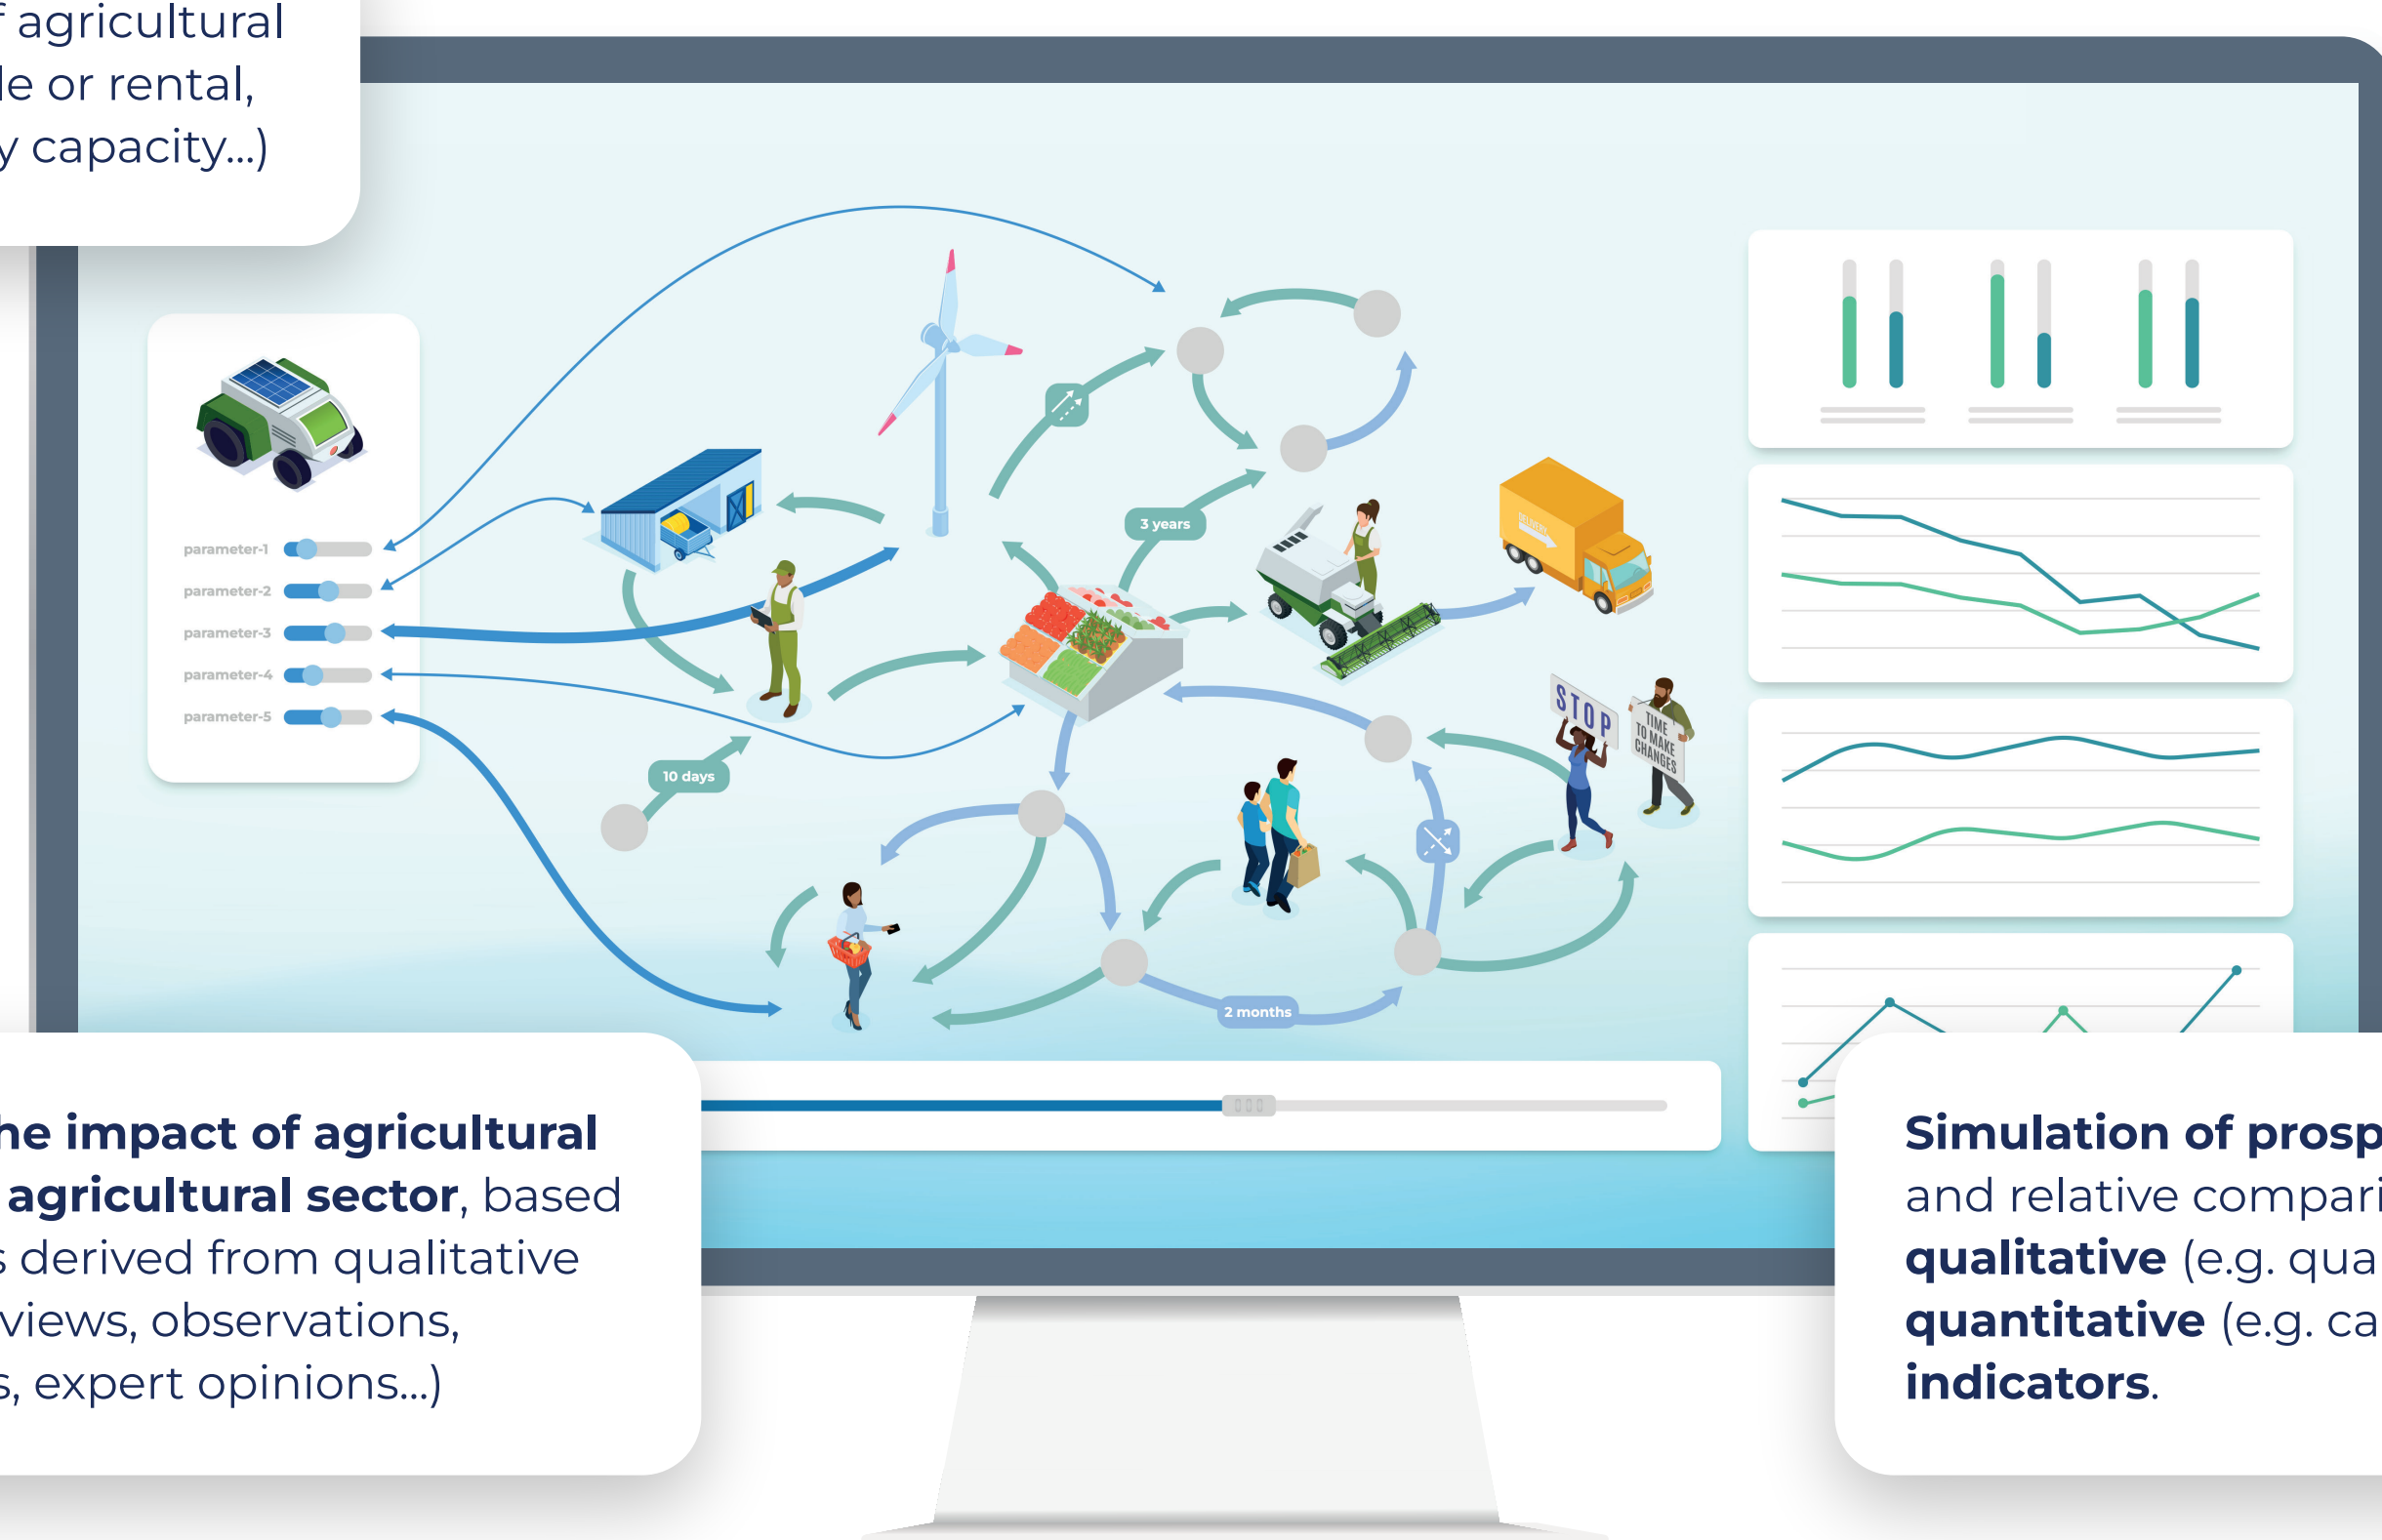 f agricultural
le or rental,
y capacity...)
parameter-1
parameter-2
parameter-3
parameter-4
parameter-5
3 years
DELIVERY
STOP
TIME
TO MAKE
CHANGES
10 days
2 months
he impact of agricultural
agricultural sector, based
s derived from qualitative
views, observations,
s, expert opinions...)
Simulation of prosp
and relative compari
qualitative (e.g. qua
quantitative (e.g. ca
indicators.